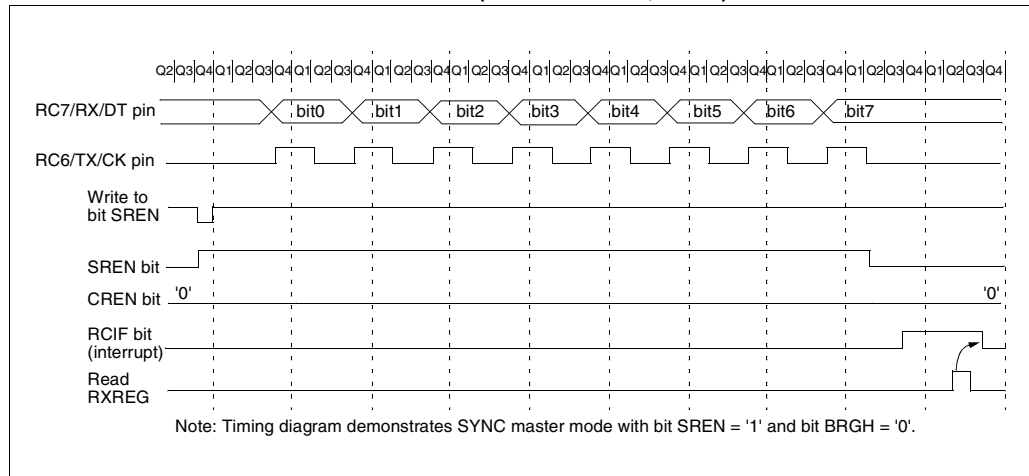 Q2 Q3 Q4 Q1 Q2 Q3 Q4 Q1 Q2 Q3 Q4 Q1 Q2 Q3 Q4 Q1 Q2 Q3 Q4 Q1 Q2 Q3 Q4 Q1 Q2 Q3 Q4 Q1 Q2 Q3 Q4 Q1 Q2 Q3 Q4 Q1 Q2 Q3 Q4 Q1 Q2 Q3 Q4
RC7/RX/DT pin bit0 bit1 bit2 bit3 bit4 bit5 bit6 bit7
RC6/TX/CK pin
Write to
bit SREN
SREN bit
CREN bit '0' '0'
RCIF bit
(interrupt)
Read
RXREG
Note: Timing diagram demonstrates SYNC master mode with bit SREN = '1' and bit BRGH = '0'.